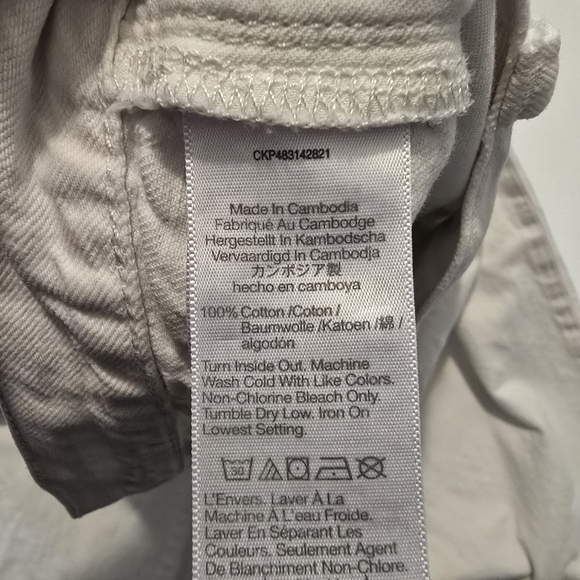 CKP483142821
Made In Cambodia
Fabriqué Au Cambodge
Hergestellt In Kambodscha
Vervaardigd In Cambodja
カンボジア製
hecho en camboya
100% Cotton /Coton /
Baumwolle /Katoen /綿 /
algodón
Turn Inside Out. Machine
Wash Cold With Like Colors.
Non-Chlorine Bleach Only.
Tumble Dry Low. Iron On
Lowest Setting.
30
L'Envers. Laver À La
Machine À L'eau Froide.
Laver En Séparant Les
Couleurs. Seulement Agent
De Blanchiment Non